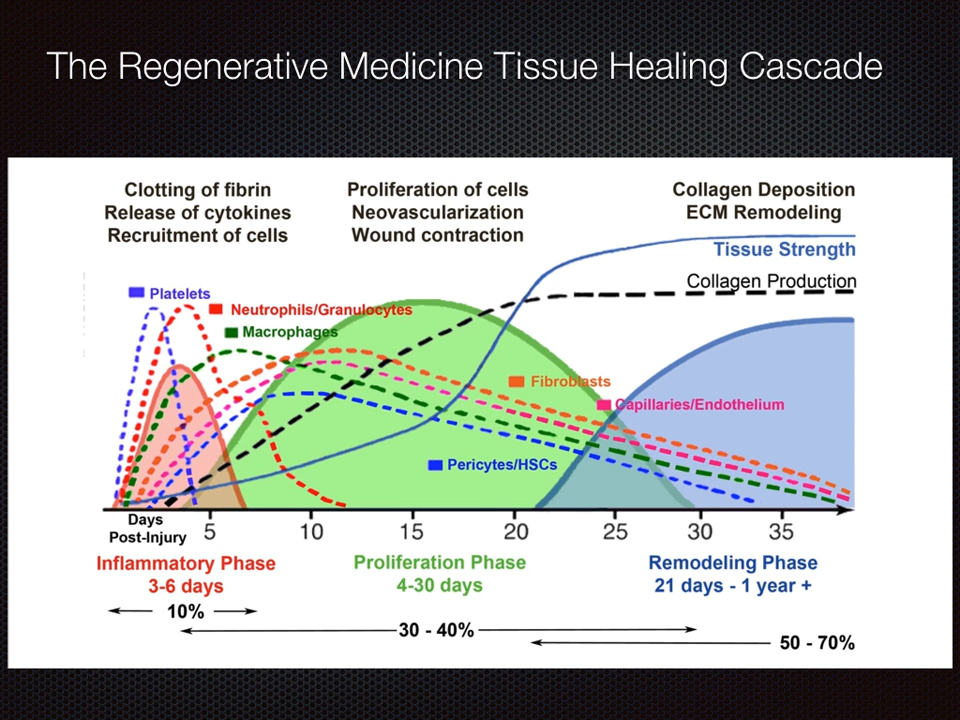 The Regenerative Medicine Tissue Healing Cascade
Clotting of fibrin
Release of cytokines
Recruitment of cells
Proliferation of cells
Neovascularization
Wound contraction
Collagen Deposition
ECM Remodeling
Tissue Strength
Collagen Production
Platelets
Neutrophils/Granulocytes
Macrophages
Fibroblasts
Capillaries/Endothelium
Pericytes/HSCs
Days
Post-Injury
5 10 15 20 25 30 35
Inflammatory Phase
3-6 days
Proliferation Phase
4-30 days
Remodeling Phase
21 days - 1 year +
10%
30 - 40%
50 - 70%